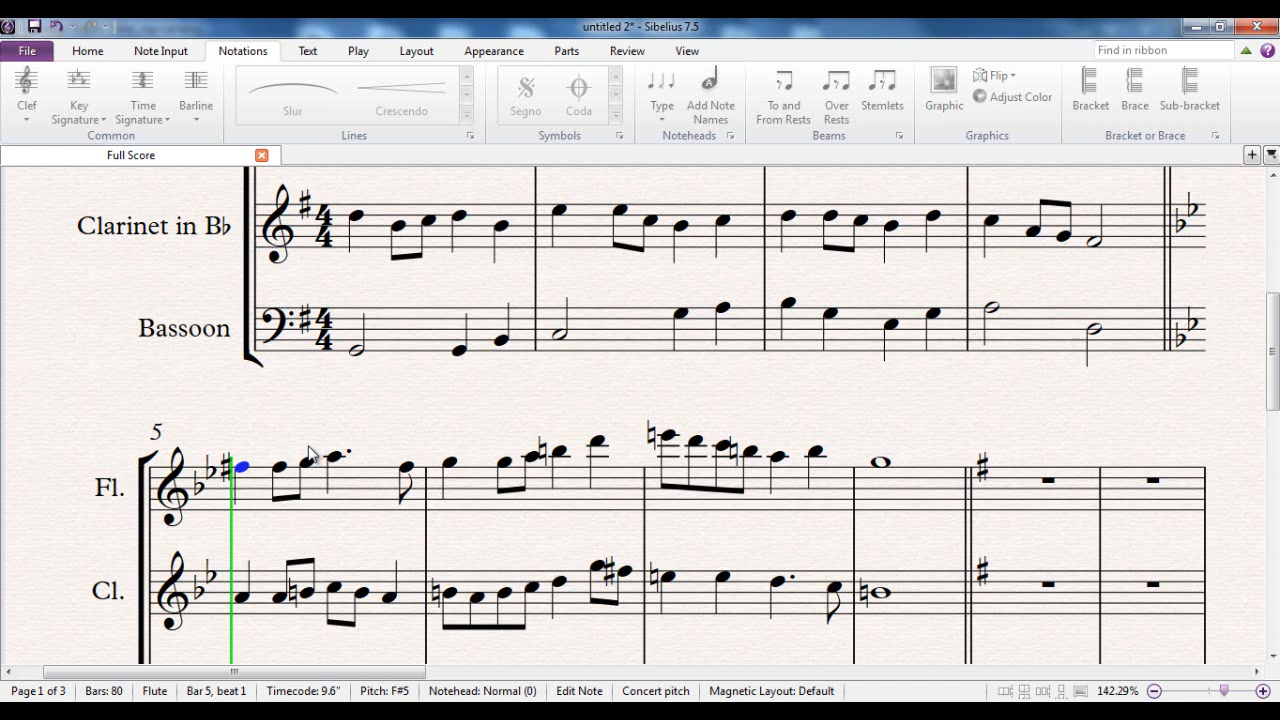 untitled 2* - Sibelius 7.5
File Home Note Input Notations Text Play Layout Appearance Parts Review View Find in ribbon
Clef Key Signature Time Signature Barline Slur Crescendo Segno Coda Type Add Note Names To and From Rests Over Rests Stemlets Graphic Flip Adjust Color Bracket Brace Sub-bracket
Common Lines Symbols Noteheads Beams Graphics Bracket or Brace
Full Score
Clarinet in B♭
4 4
Bassoon
4 4
5
Fl.
Cl.
Page 1 of 3 Bars: 80 Flute Bar 5, beat 1 Timecode: 9.6" Pitch: F#5 Notehead: Normal (0) Edit Note Concert pitch Magnetic Layout: Default 142.29%